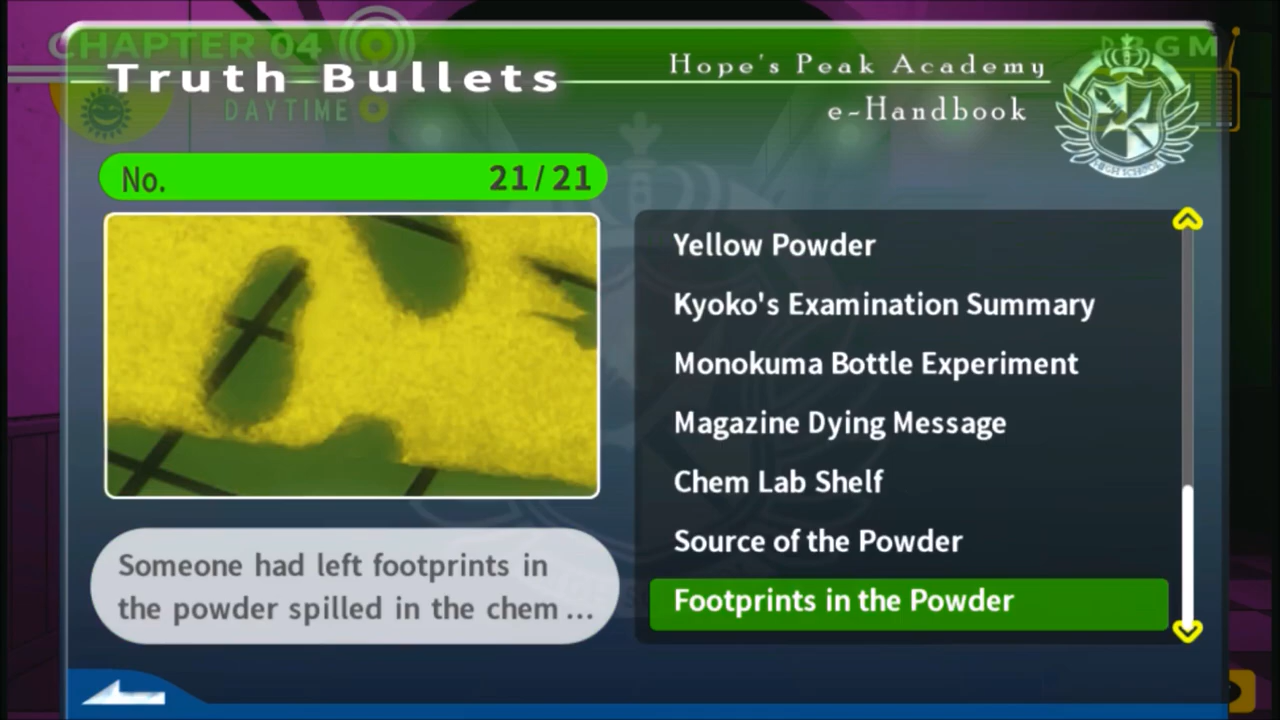 CHAPTER 04
DAYTIME
BGM
Truth Bullets
Hope's Peak Academy
e-Handbook
No. 21/21
Yellow Powder
Kyoko's Examination Summary
Monokuma Bottle Experiment
Magazine Dying Message
Chem Lab Shelf
Source of the Powder
Footprints in the Powder
Someone had left footprints in
the powder spilled in the chem ...